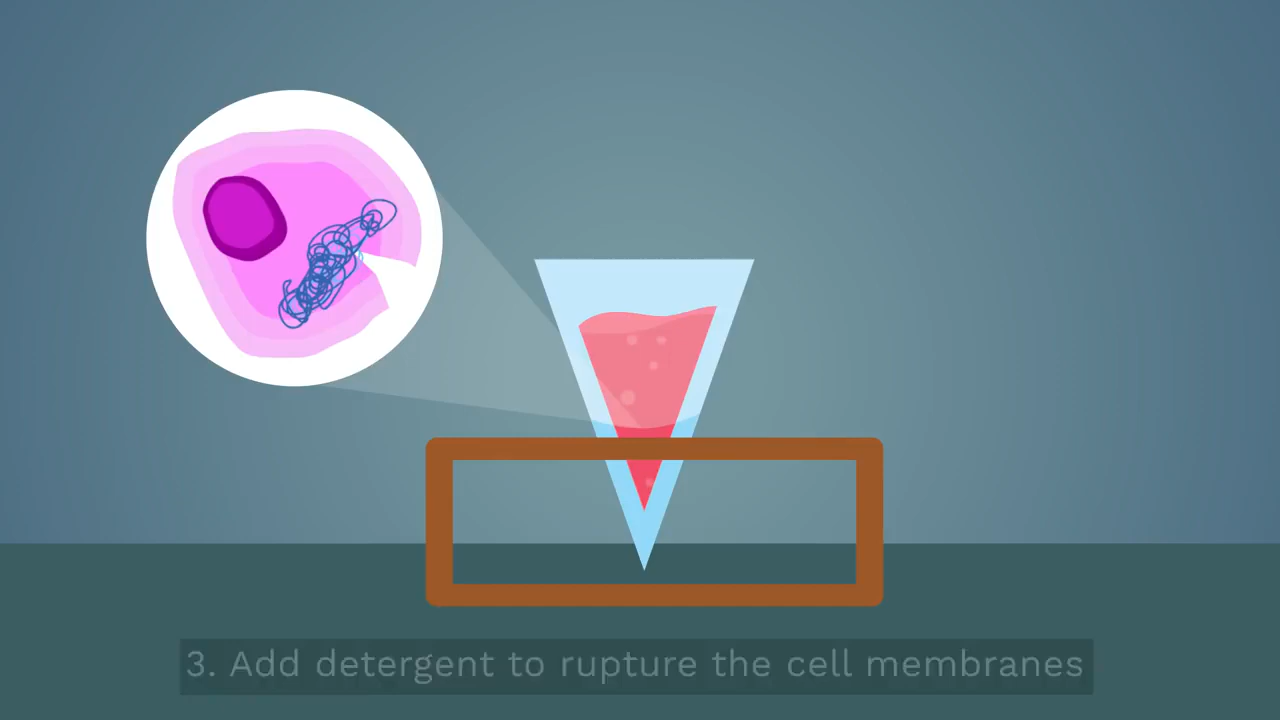 3. Add detergent to rupture the cell membranes